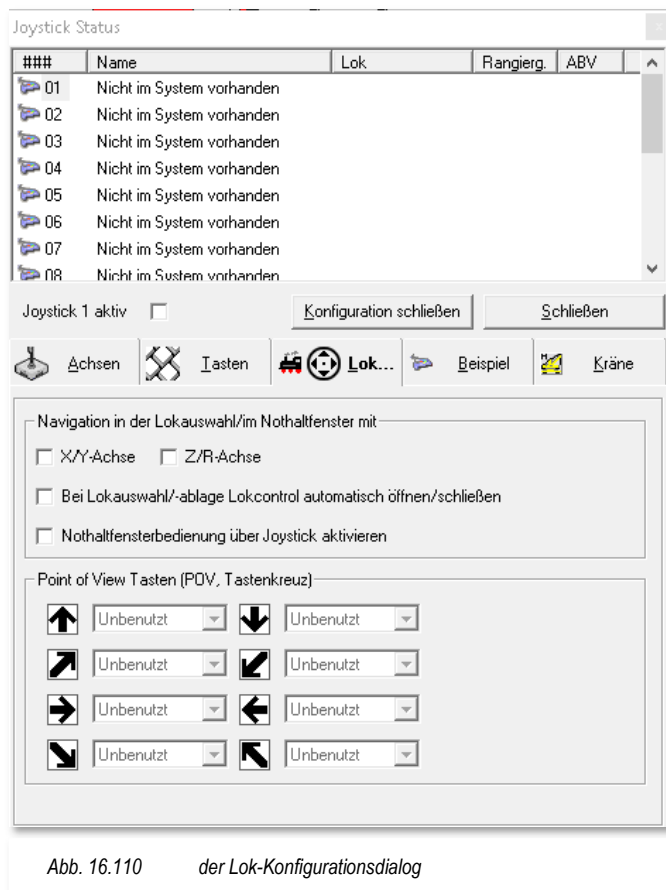 Joystick Status
### Name Lok Rangierg. ABV
01 Nicht im System vorhanden
02 Nicht im System vorhanden
03 Nicht im System vorhanden
04 Nicht im System vorhanden
05 Nicht im System vorhanden
06 Nicht im System vorhanden
07 Nicht im System vorhanden
08 Nicht im System vorhanden
Joystick 1 aktiv Konfiguration schließen Schließen
Achsen Tasten Lok... Beispiel Kräne
Navigation in der Lokauswahl/im Nothaltfenster mit
X/Y-Achse Z/R-Achse
Bei Lokauswahl/-ablage Lokcontrol automatisch öffnen/schließen
Nothaltfensterbedienung über Joystick aktivieren
Point of View Tasten (POV, Tastenkreuz)
Unbenutzt Unbenutzt
Unbenutzt Unbenutzt
Unbenutzt Unbenutzt
Unbenutzt Unbenutzt
Abb. 16.110 der Lok-Konfigurationsdialog